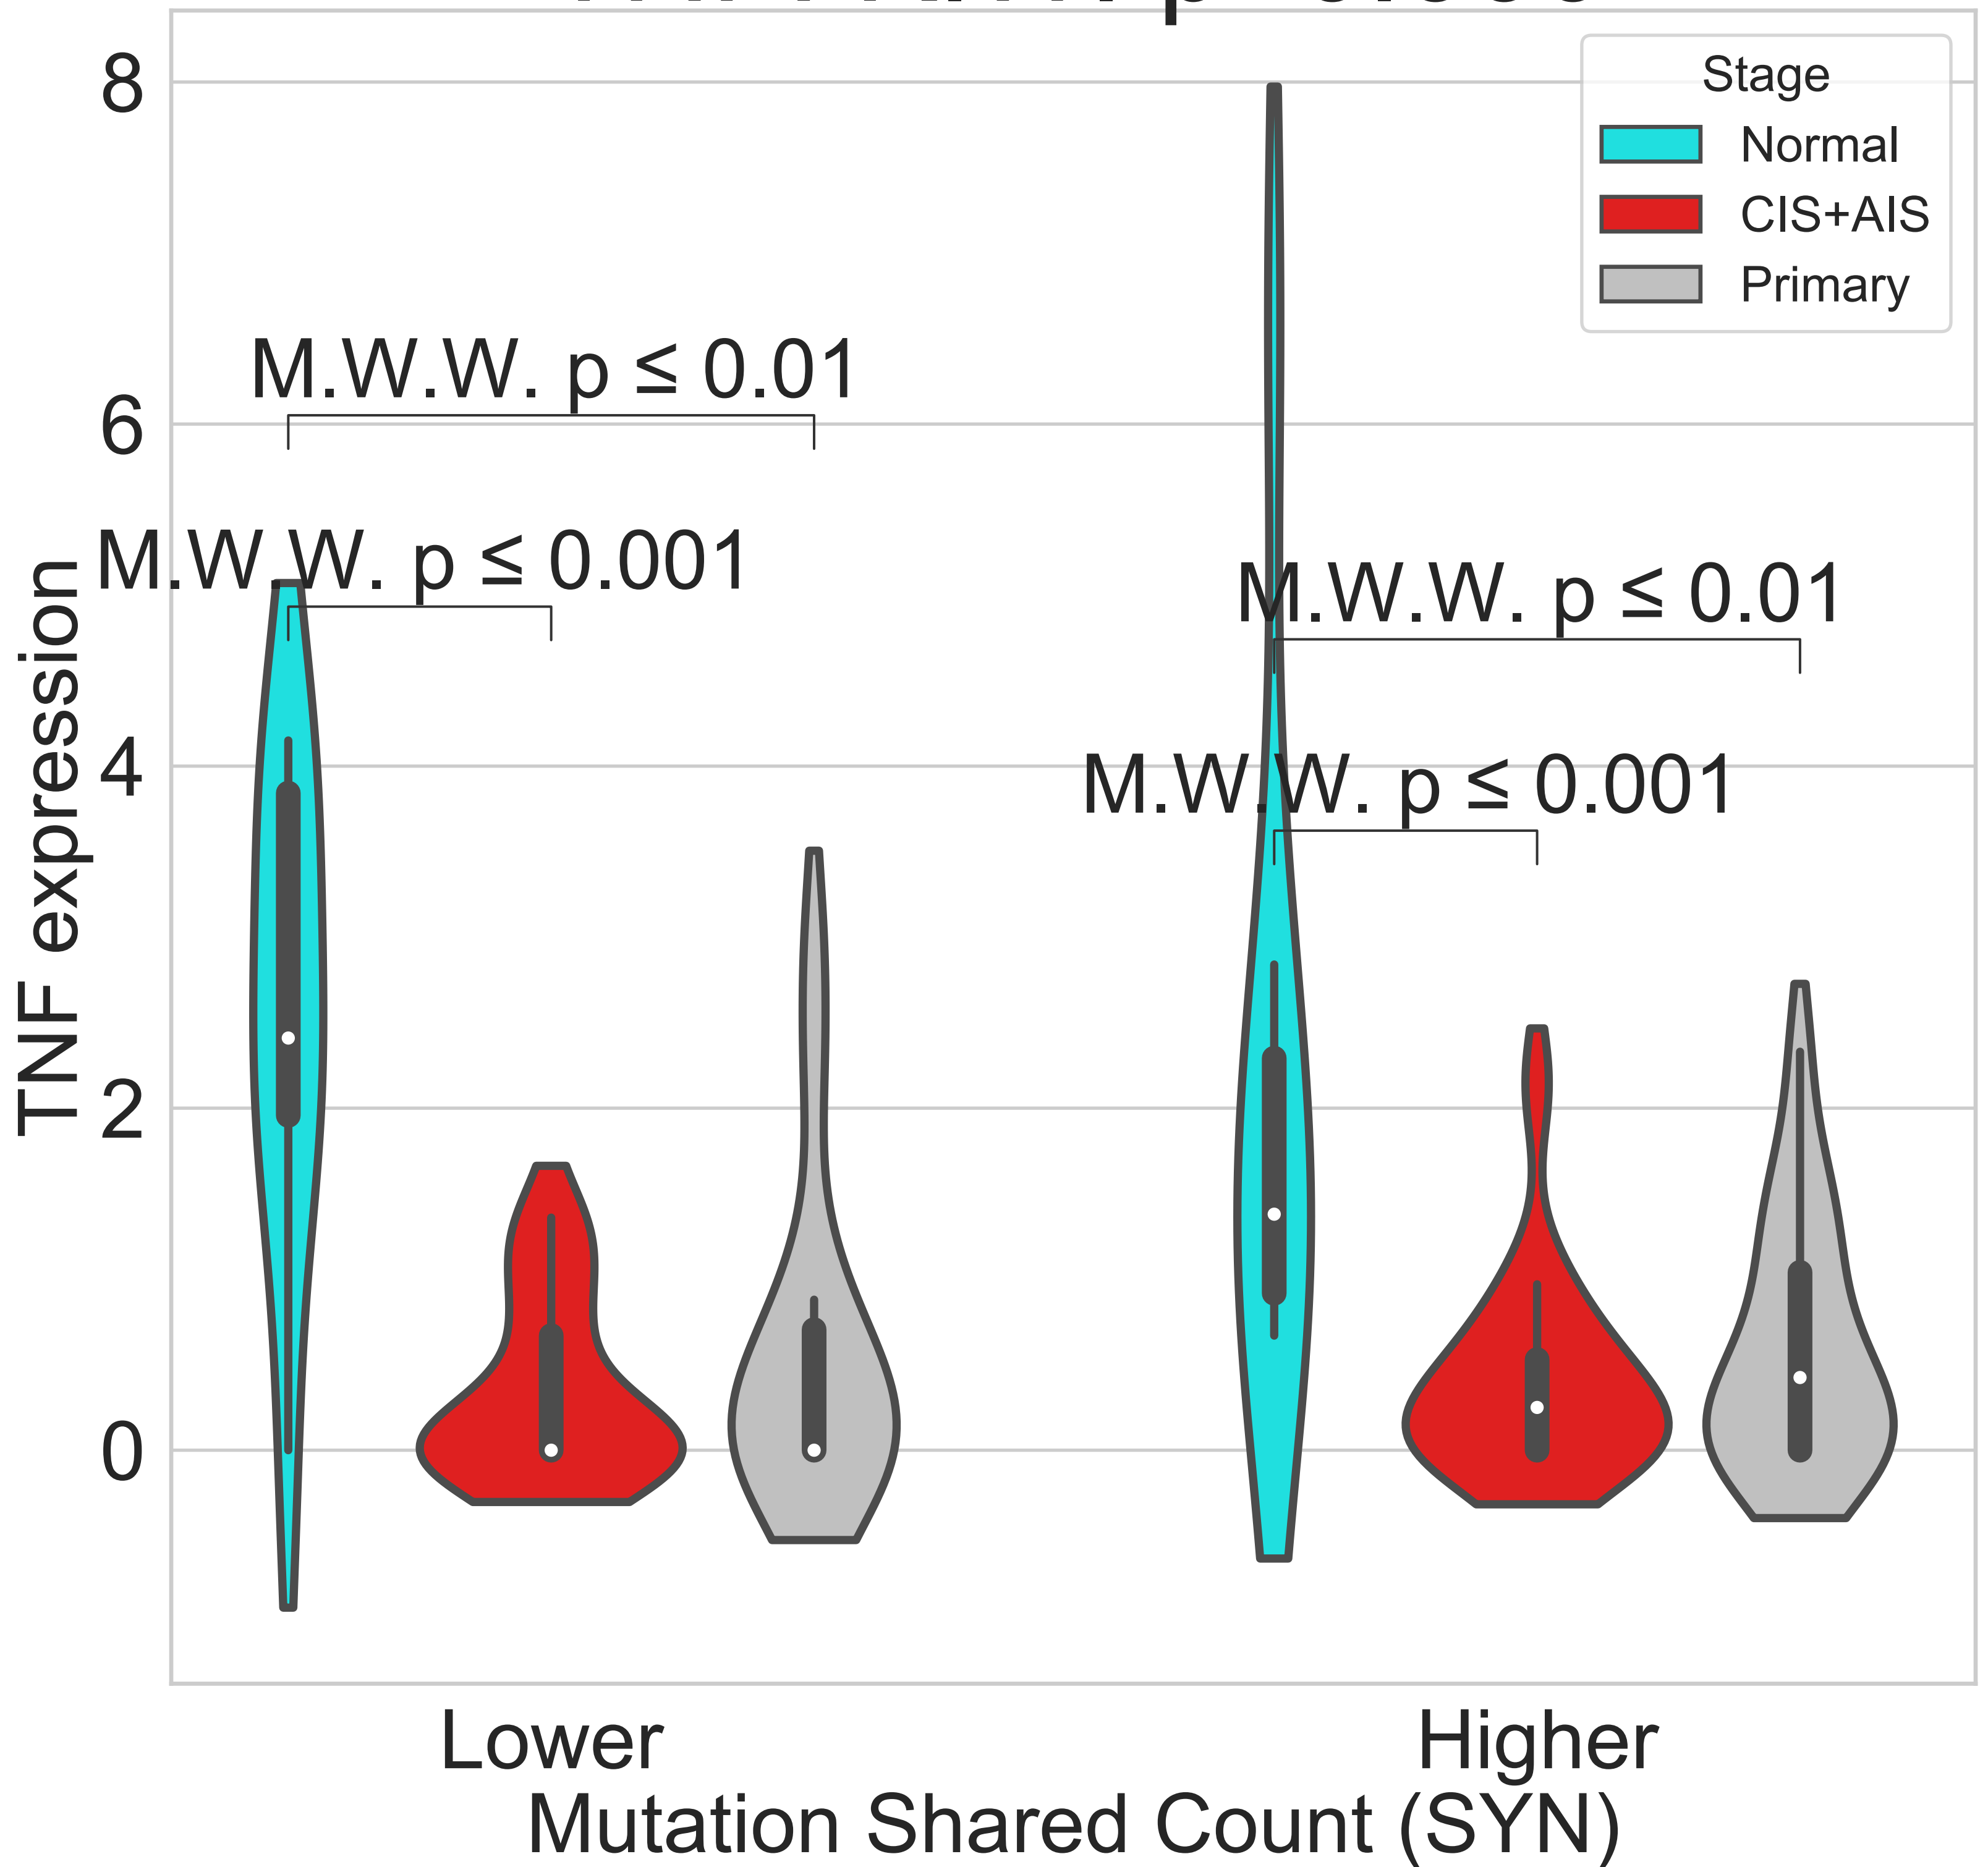 Stage
Normal
CIS+AIS
Primary
8
6
4
2
0
TNF expression
M.W.W. p ≤ 0.01
M.W.W. p ≤ 0.001
M.W.W. p ≤ 0.01
M.W.W. p ≤ 0.001
Lower
Higher
Mutation Shared Count (SYN)